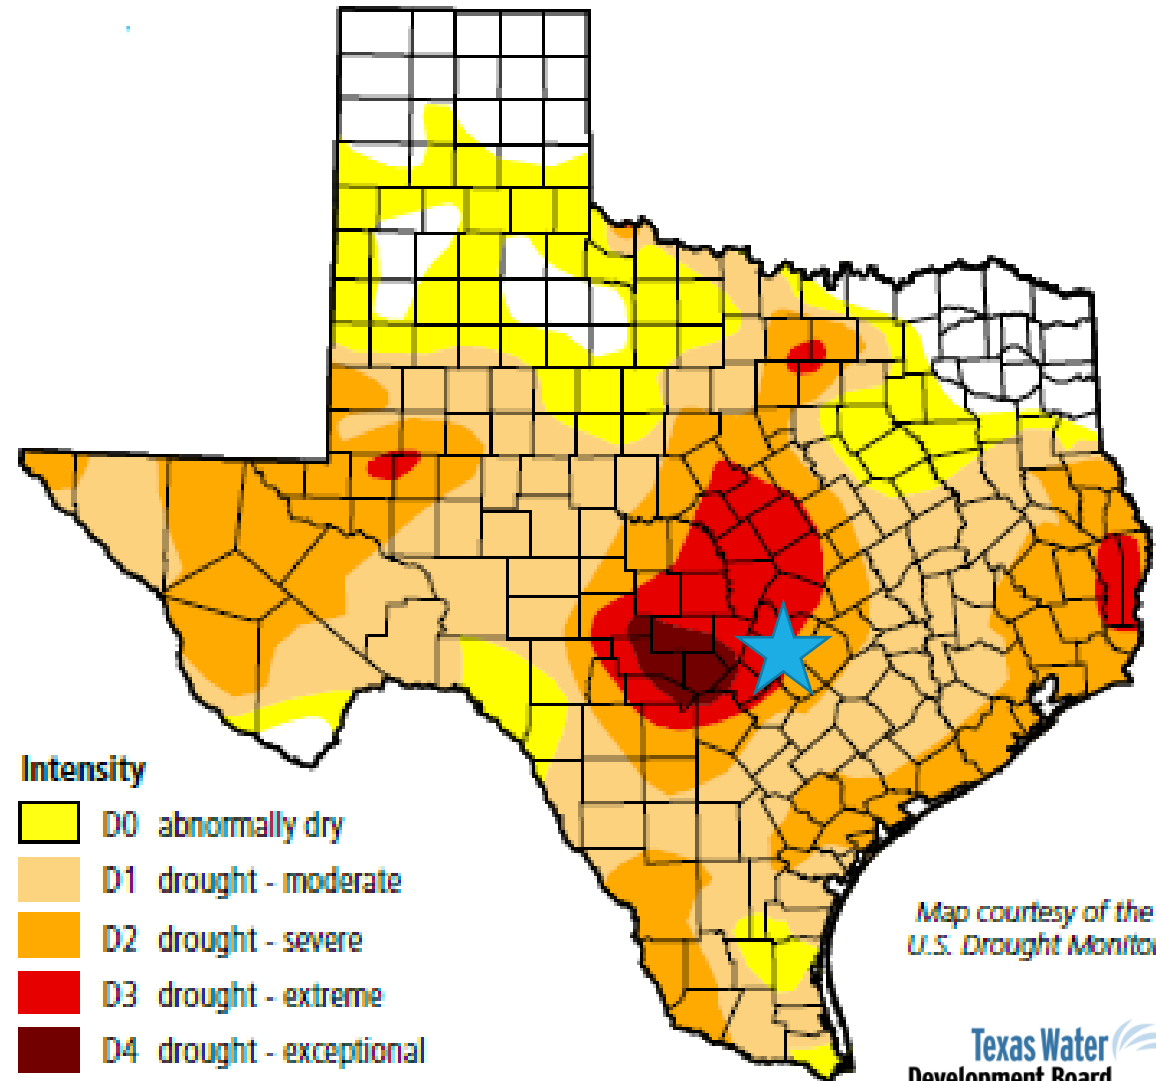 Intensity
D0 abnormally dry
D1 drought - moderate
D2 drought - severe
D3 drought - extreme
D4 drought - exceptional
Map courtesy of the
U.S. Drought Monitor
Texas Water
Development Board